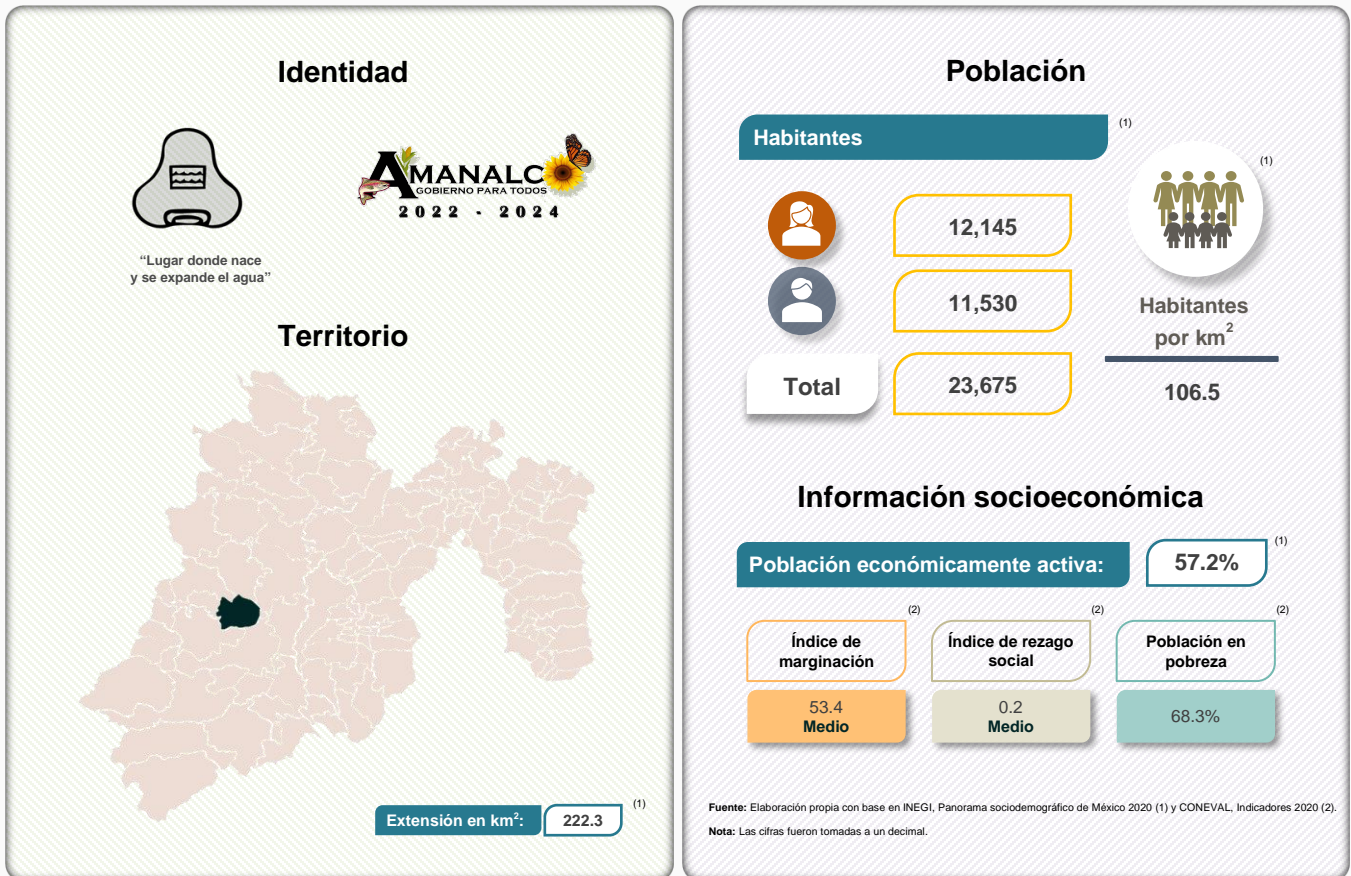 Identidad
AMANALCO
GOBIERNO PARA TODOS
2022 - 2024
“Lugar donde nace
y se expande el agua”
Territorio
Extensión en km²: 222.3 (1)
Población
Habitantes (1)
12,145
11,530
Total 23,675
(1)
Habitantes
por km²
106.5
Información socioeconómica
Población económicamente activa: 57.2% (1)
(2)
Índice de
marginación
53.4
Medio
(2)
Índice de rezago
social
0.2
Medio
(2)
Población en
pobreza
68.3%
Fuente: Elaboración propia con base en INEGI, Panorama sociodemográfico de México 2020 (1) y CONEVAL, Indicadores 2020 (2).
Nota: Las cifras fueron tomadas a un decimal.